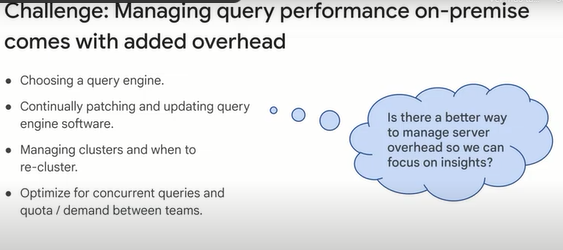 Challenge: Managing query performance on-premise
comes with added overhead
● Choosing a query engine.
● Continually patching and updating query
engine software.
● Managing clusters and when to
re-cluster.
● Optimize for concurrent queries and
quota / demand between teams.
Is there a better way
to manage server
overhead so we can
focus on insights?